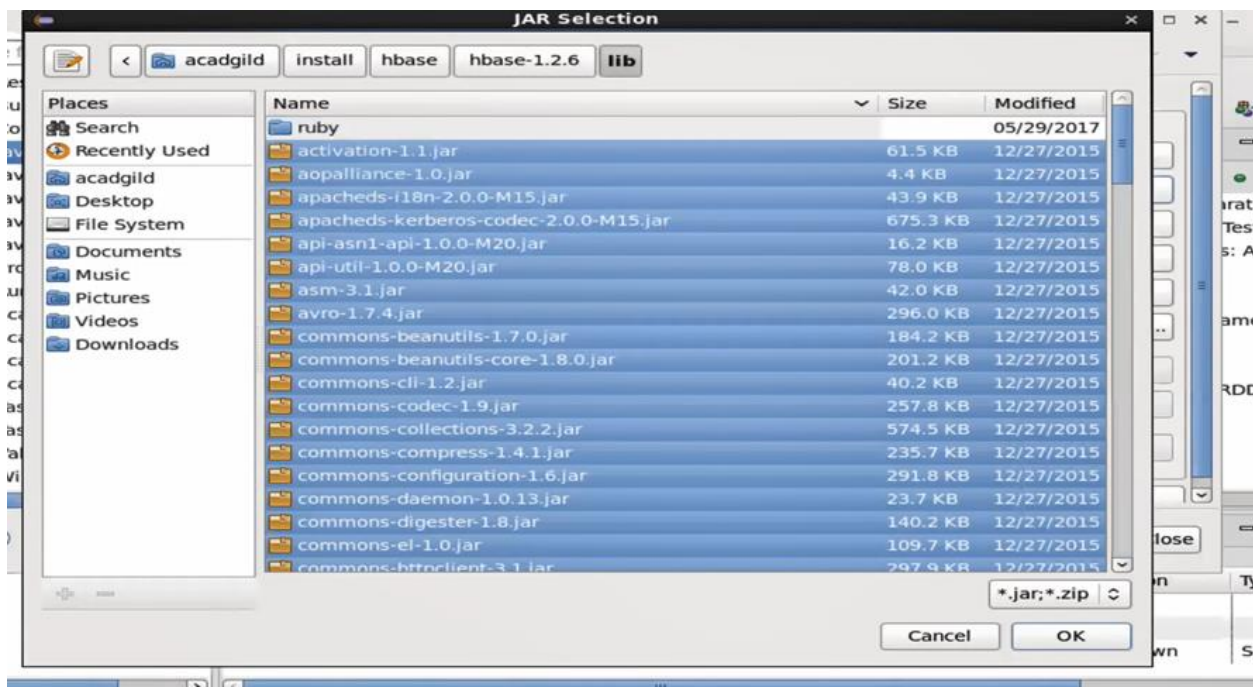 JAR Selection
acadgild install hbase hbase-1.2.6 lib
Places
Search
Recently Used
acadgild
Desktop
File System
Documents
Music
Pictures
Videos
Downloads
Name Size Modified
ruby 05/29/2017
activation-1.1.jar 61.5 KB 12/27/2015
aopalliance-1.0.jar 4.4 KB 12/27/2015
apacheds-i18n-2.0.0-M15.jar 43.9 KB 12/27/2015
apacheds-kerberos-codec-2.0.0-M15.jar 675.3 KB 12/27/2015
api-asn1-api-1.0.0-M20.jar 16.2 KB 12/27/2015
api-util-1.0.0-M20.jar 78.0 KB 12/27/2015
asm-3.1.jar 42.0 KB 12/27/2015
avro-1.7.4.jar 296.0 KB 12/27/2015
commons-beanutils-1.7.0.jar 184.2 KB 12/27/2015
commons-beanutils-core-1.8.0.jar 201.2 KB 12/27/2015
commons-cli-1.2.jar 40.2 KB 12/27/2015
commons-codec-1.9.jar 257.8 KB 12/27/2015
commons-collections-3.2.2.jar 574.5 KB 12/27/2015
commons-compress-1.4.1.jar 235.7 KB 12/27/2015
commons-configuration-1.6.jar 291.8 KB 12/27/2015
commons-daemon-1.0.13.jar 23.7 KB 12/27/2015
commons-digester-1.8.jar 140.2 KB 12/27/2015
commons-el-1.0.jar 109.7 KB 12/27/2015
commons-httpclient-3.1.jar 297.9 KB 12/27/2015
*.jar;*.zip
Cancel OK